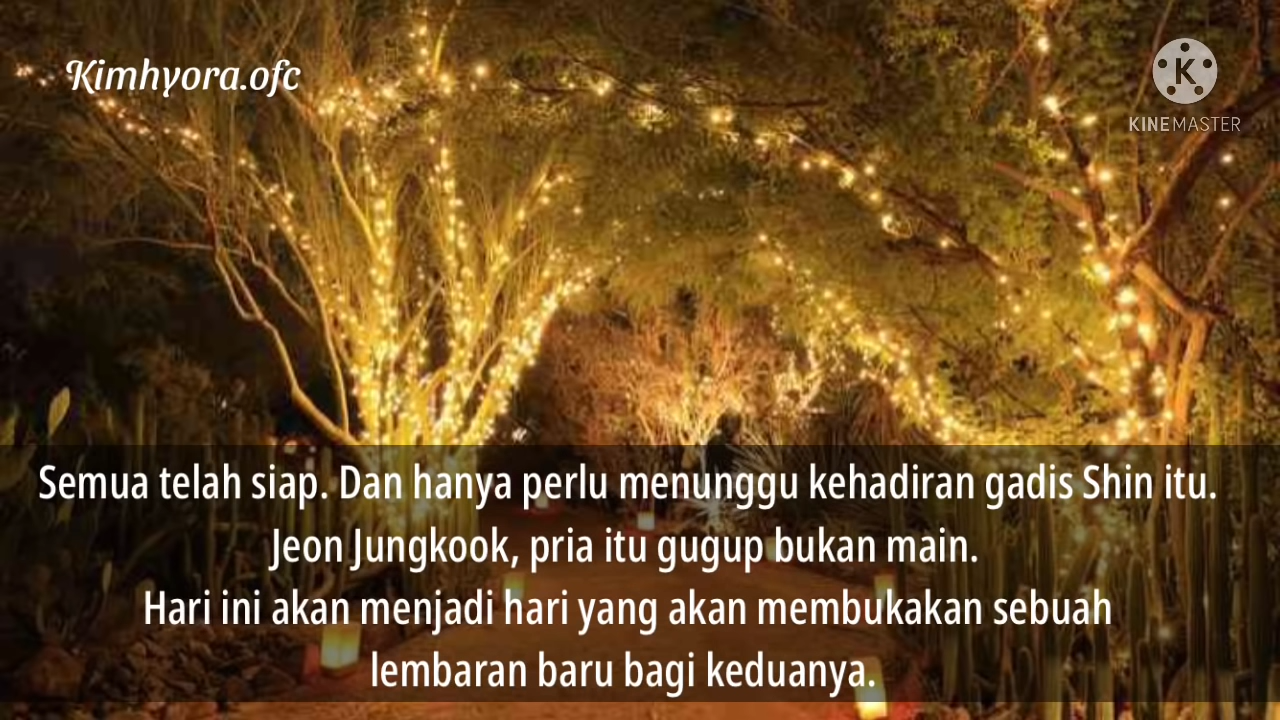 Kimhyora.ofc
K
KINEMASTER
Semua telah siap. Dan hanya perlu menunggu kehadiran gadis Shin itu.
Jeon Jungkook, pria itu gugup bukan main.
Hari ini akan menjadi hari yang akan membukakan sebuah
lembaran baru bagi keduanya.